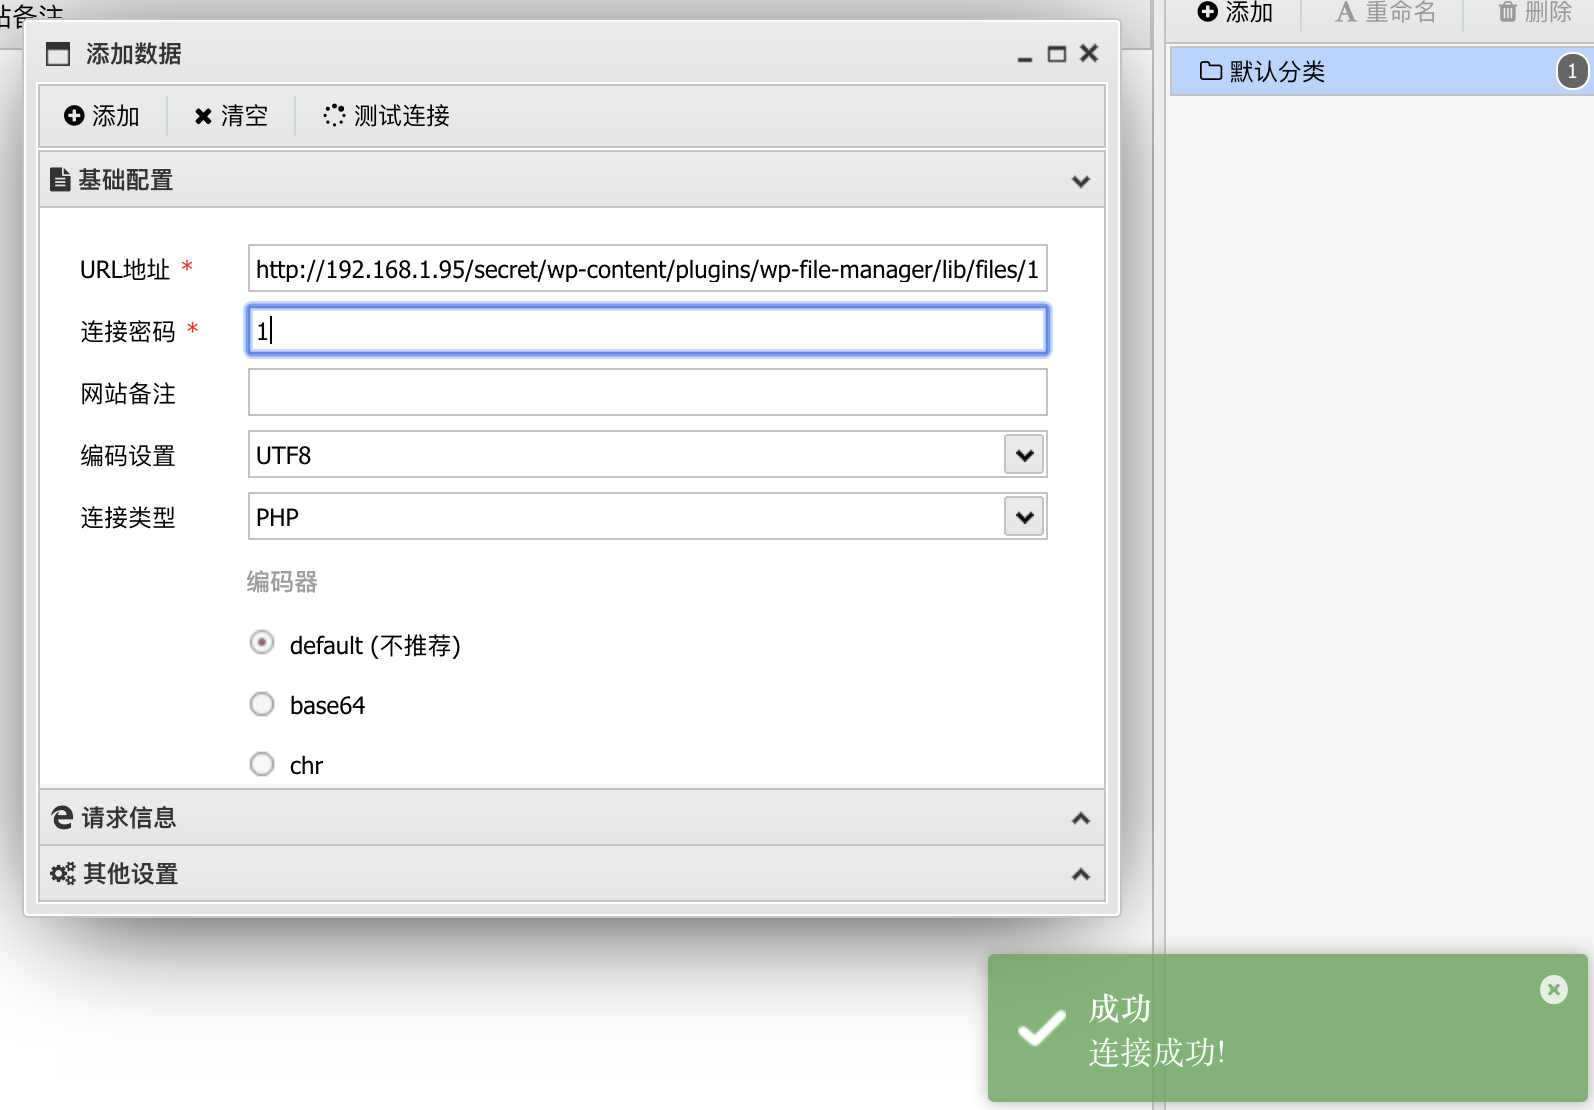 站备注
添加 重命名 删除
添加数据
默认分类 1
添加 清空 测试连接
基础配置
URL地址 * http://192.168.1.95/secret/wp-content/plugins/wp-file-manager/lib/files/1
连接密码 * 1
网站备注
编码设置 UTF8
连接类型 PHP
编码器
default (不推荐)
base64
chr
请求信息
其他设置
成功
连接成功!